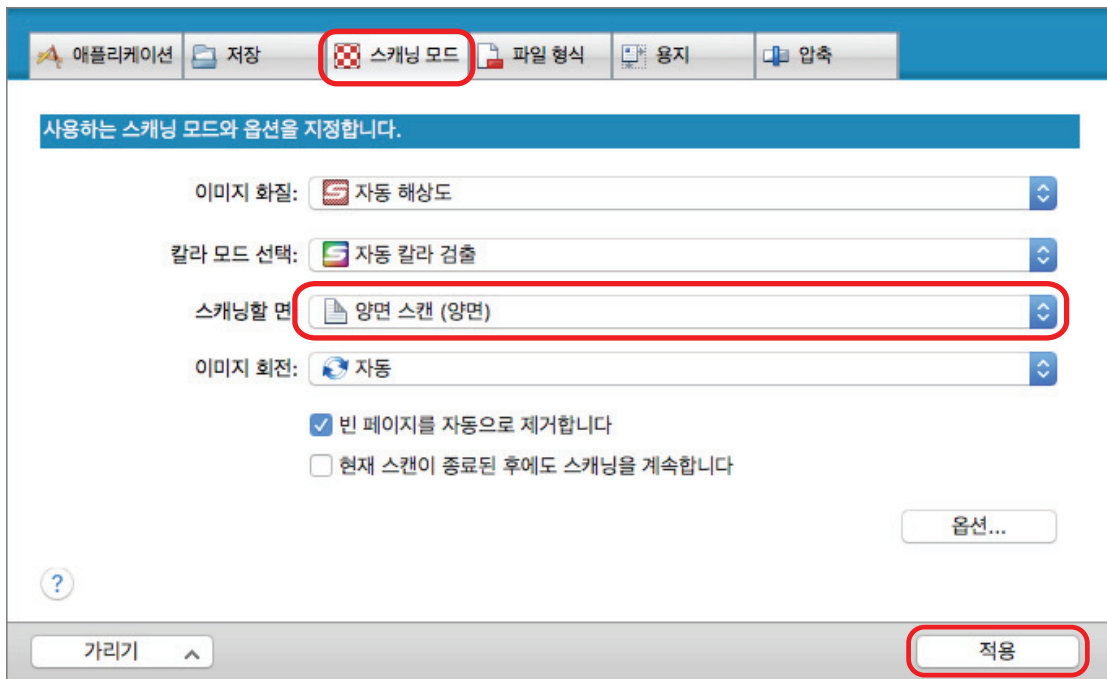 애플리케이션 저장 스캐닝 모드 파일 형식 용지 압축
사용하는 스캐닝 모드와 옵션을 지정합니다.
이미지 화질: 자동 해상도
칼라 모드 선택: 자동 칼라 검출
스캐닝할 면 양면 스캔 (양면)
이미지 회전: 자동
빈 페이지를 자동으로 제거합니다
현재 스캔이 종료된 후에도 스캐닝을 계속합니다
옵션...
?
가리기 적용